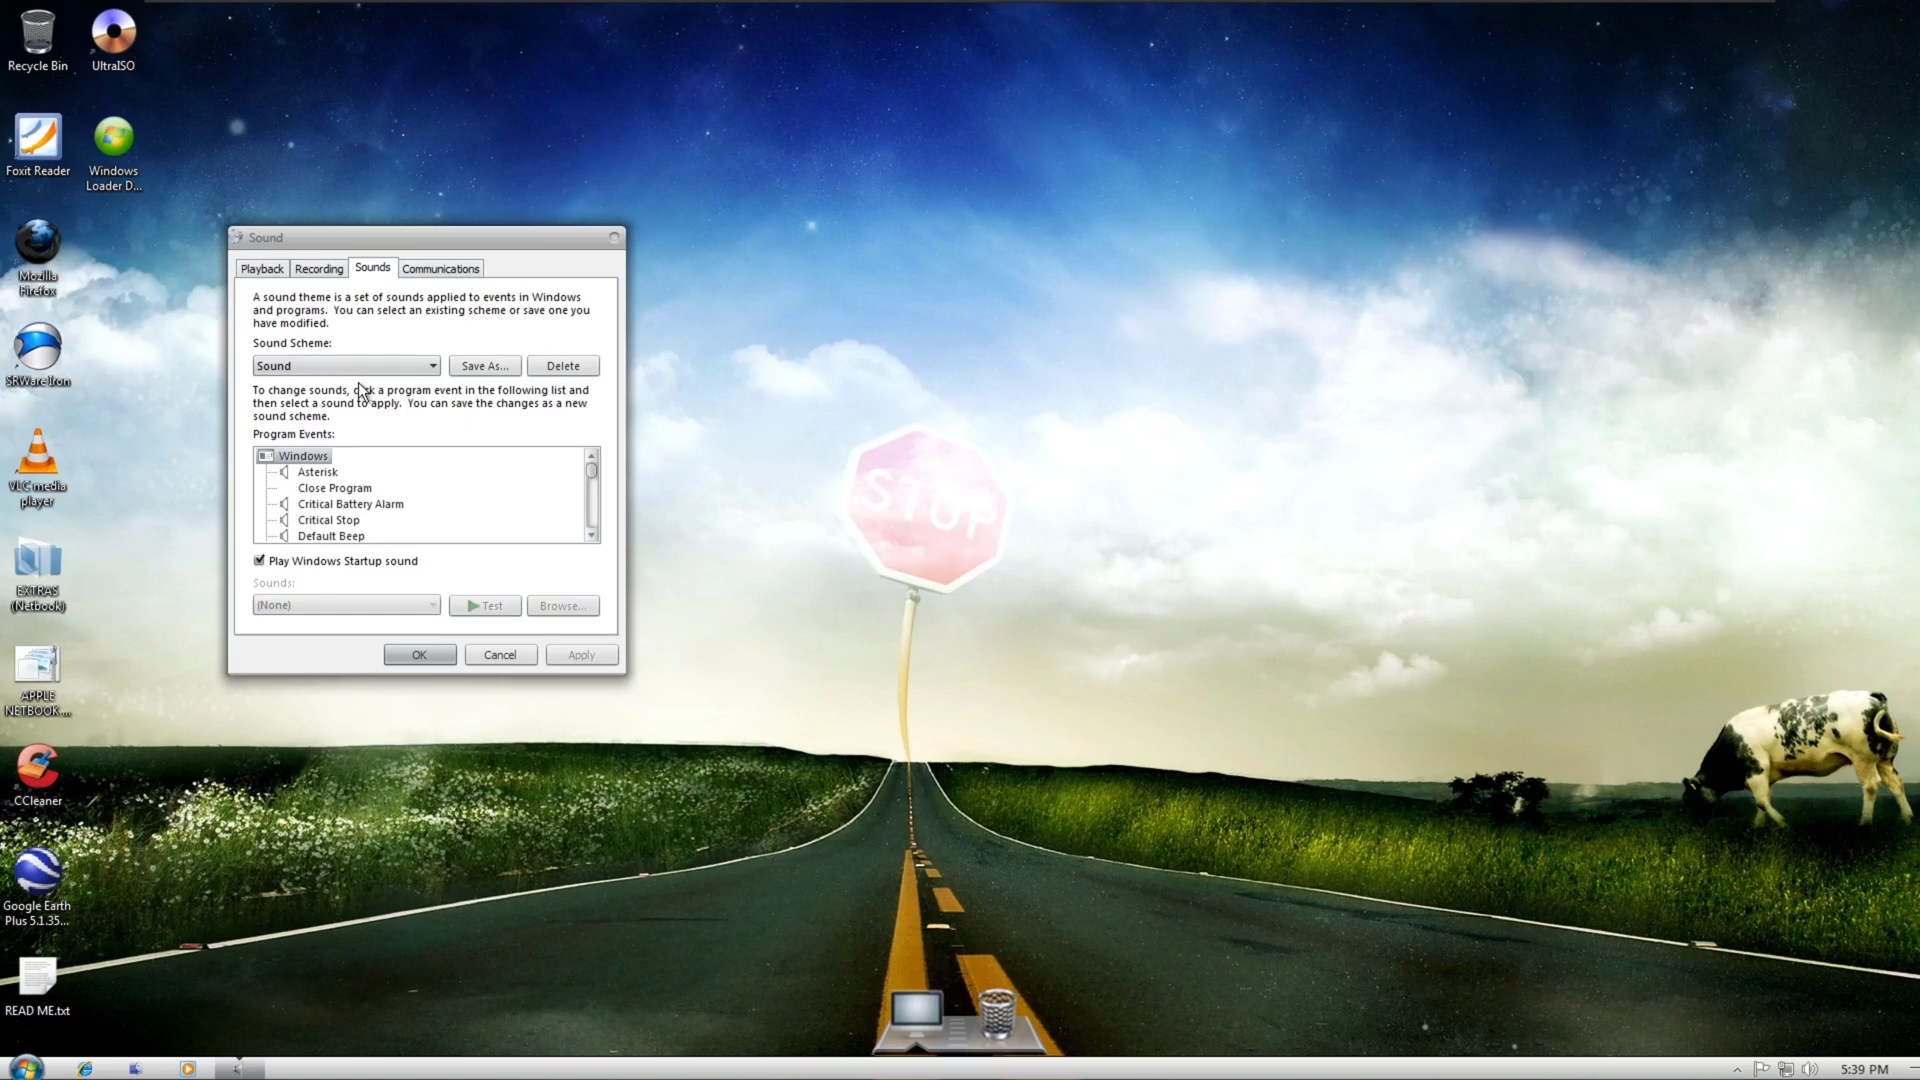 Recycle Bin
UltraISO
Foxit Reader
Windows
Loader D...
Mozilla
Firefox
SRWare Iron
VLC media
player
EXTRAS
(Netbook)
APPLE
NETBOOK....
CCleaner
Google Earth
Plus 5.1.35...
READ ME.txt
Sound
Playback
Recording
Sounds
Communications
A sound theme is a set of sounds applied to events in Windows
and programs. You can select an existing scheme or save one you
have modified.
Sound Scheme:
Sound
Save As...
Delete
To change sounds, click a program event in the following list and
then select a sound to apply. You can save the changes as a new
sound scheme.
Program Events:
Windows
Asterisk
Close Program
Critical Battery Alarm
Critical Stop
Default Beep
Play Windows Startup sound
Sounds:
(None)
Test
Browse...
OK
Cancel
Apply
STOP
5:39 PM